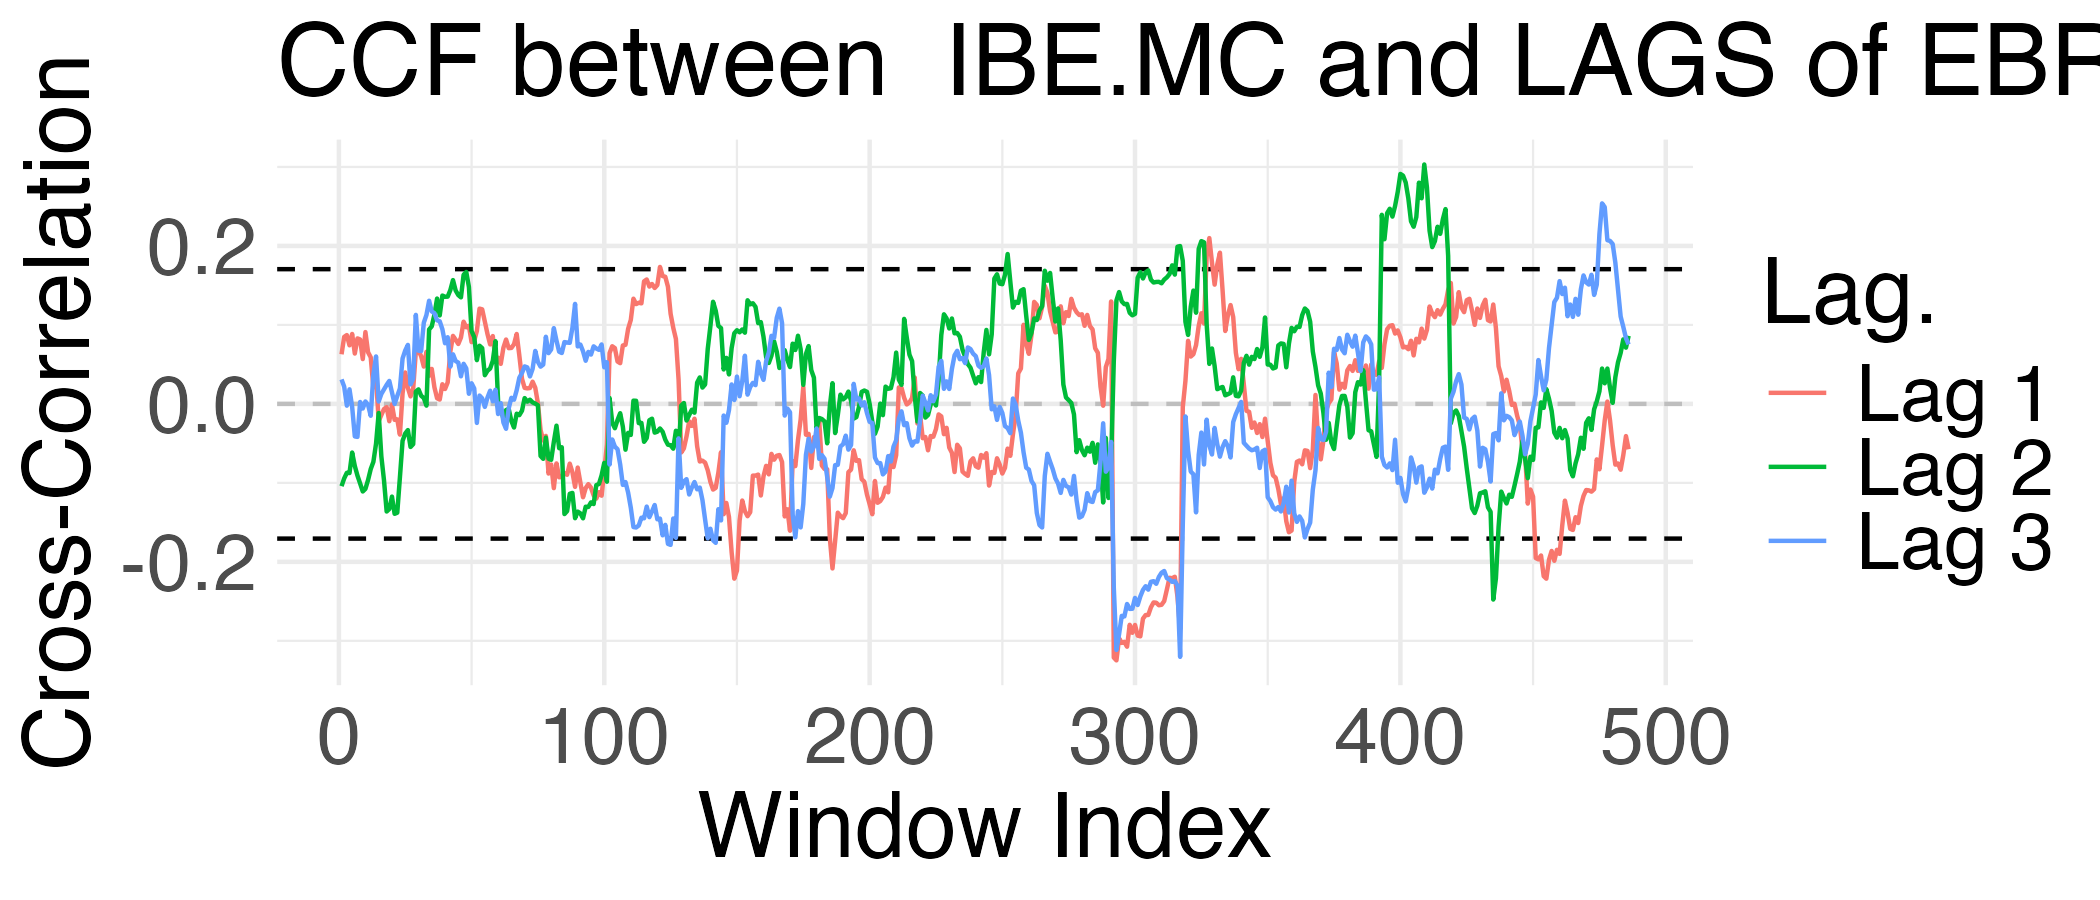 CCF between IBE.MC and LAGS of EBR
Cross-Correlation
0.2
0.0
-0.2
0 100 200 300 400 500
Window Index
Lag.
Lag 1
Lag 2
Lag 3